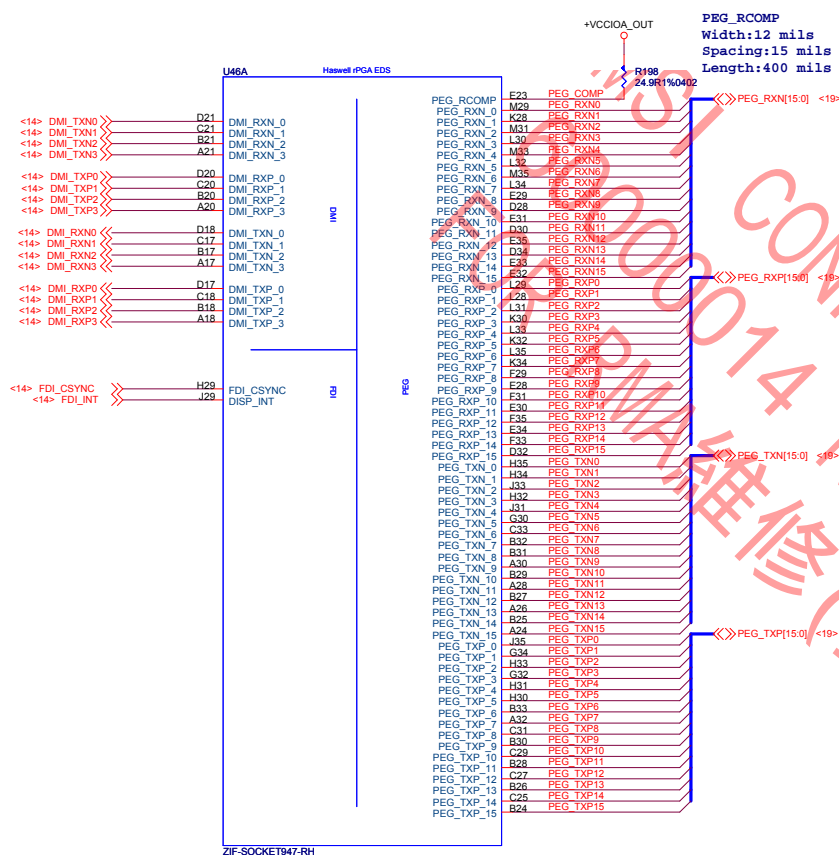 +VCCIOA_OUT
PEG_RCOMP
Width:12 mils
Spacing:15 mils
Length:400 mils
R198
24.9R1%0402
U46A
Haswell rPGA EDS
<14> DMI_TXN0 D21 DMI_RXN_0
<14> DMI_TXN1 C21 DMI_RXN_1
<14> DMI_TXN2 B21 DMI_RXN_2
<14> DMI_TXN3 A21 DMI_RXN_3
<14> DMI_TXP0 D20 DMI_RXP_0
<14> DMI_TXP1 C20 DMI_RXP_1
<14> DMI_TXP2 B20 DMI_RXP_2
<14> DMI_TXP3 A20 DMI_RXP_3
<14> DMI_RXN0 D18 DMI_TXN_0
<14> DMI_RXN1 C17 DMI_TXN_1
<14> DMI_RXN2 B17 DMI_TXN_2
<14> DMI_RXN3 A17 DMI_TXN_3
<14> DMI_RXP0 D17 DMI_TXP_0
<14> DMI_RXP1 C18 DMI_TXP_1
<14> DMI_RXP2 B18 DMI_TXP_2
<14> DMI_RXP3 A18 DMI_TXP_3
<14> FDI_CSYNC H29 FDI_CSYNC
<14> FDI_INT J29 DISP_INT
DMI
FDI
PEG
PEG_RCOMP E23 PEG_COMP
PEG_RXN_0 M29 PEG_RXN0
PEG_RXN_1 K28 PEG_RXN1
PEG_RXN_2 M31 PEG_RXN2
PEG_RXN_3 L30 PEG_RXN3
PEG_RXN_4 M33 PEG_RXN4
PEG_RXN_5 L32 PEG_RXN5
PEG_RXN_6 M35 PEG_RXN6
PEG_RXN_7 L34 PEG_RXN7
PEG_RXN_8 E29 PEG_RXN8
PEG_RXN_9 D28 PEG_RXN9
PEG_RXN_10 E31 PEG_RXN10
PEG_RXN_11 D30 PEG_RXN11
PEG_RXN_12 E35 PEG_RXN12
PEG_RXN_13 D34 PEG_RXN13
PEG_RXN_14 E33 PEG_RXN14
PEG_RXN_15 E32 PEG_RXN15
PEG_RXP_0 L29 PEG_RXP0
PEG_RXP_1 L28 PEG_RXP1
PEG_RXP_2 L31 PEG_RXP2
PEG_RXP_3 K30 PEG_RXP3
PEG_RXP_4 L33 PEG_RXP4
PEG_RXP_5 K32 PEG_RXP5
PEG_RXP_6 L35 PEG_RXP6
PEG_RXP_7 K34 PEG_RXP7
PEG_RXP_8 F29 PEG_RXP8
PEG_RXP_9 E28 PEG_RXP9
PEG_RXP_10 F31 PEG_RXP10
PEG_RXP_11 E30 PEG_RXP11
PEG_RXP_12 F35 PEG_RXP12
PEG_RXP_13 E34 PEG_RXP13
PEG_RXP_14 F33 PEG_RXP14
PEG_RXP_15 D32 PEG_RXP15
PEG_TXN_0 H35 PEG_TXN0
PEG_TXN_1 H34 PEG_TXN1
PEG_TXN_2 J33 PEG_TXN2
PEG_TXN_3 H32 PEG_TXN3
PEG_TXN_4 J31 PEG_TXN4
PEG_TXN_5 G30 PEG_TXN5
PEG_TXN_6 C33 PEG_TXN6
PEG_TXN_7 B32 PEG_TXN7
PEG_TXN_8 B31 PEG_TXN8
PEG_TXN_9 A30 PEG_TXN9
PEG_TXN_10 B29 PEG_TXN10
PEG_TXN_11 A28 PEG_TXN11
PEG_TXN_12 B27 PEG_TXN12
PEG_TXN_13 A26 PEG_TXN13
PEG_TXN_14 B25 PEG_TXN14
PEG_TXN_15 A24 PEG_TXN15
PEG_TXP_0 J35 PEG_TXP0
PEG_TXP_1 G34 PEG_TXP1
PEG_TXP_2 H33 PEG_TXP2
PEG_TXP_3 G32 PEG_TXP3
PEG_TXP_4 H31 PEG_TXP4
PEG_TXP_5 H30 PEG_TXP5
PEG_TXP_6 B33 PEG_TXP6
PEG_TXP_7 A32 PEG_TXP7
PEG_TXP_8 C31 PEG_TXP8
PEG_TXP_9 B30 PEG_TXP9
PEG_TXP_10 C29 PEG_TXP10
PEG_TXP_11 B28 PEG_TXP11
PEG_TXP_12 C27 PEG_TXP12
PEG_TXP_13 B26 PEG_TXP13
PEG_TXP_14 C25 PEG_TXP14
PEG_TXP_15 B24 PEG_TXP15
PEG_RXN[15:0] <19>
PEG_RXP[15:0] <19>
PEG_TXN[15:0] <19>
PEG_TXP[15:0] <19>
ZIF-SOCKET947-RH
MSI
FOR RMA維修(